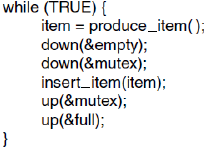 while (TRUE) {
item = produce_item( );
down(&empty);
down(&mutex);
insert_item(item);
up(&mutex);
up(&full);
}